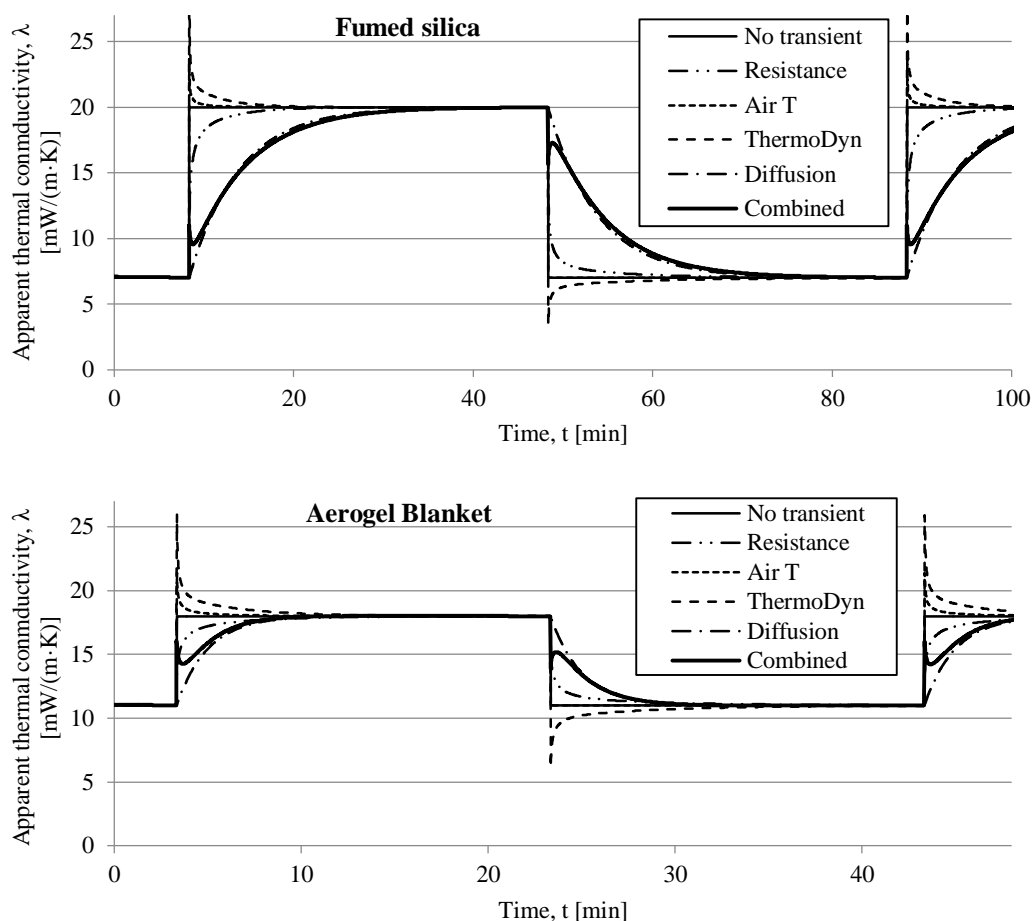 Fumed silica
Apparent thermal conmductivity, λ
[mW/(m·K)]
25
20
15
10
5
0
No transient
Resistance
Air T
ThermoDyn
Diffusion
Combined
0 20 40 60 80 100
Time, t [min]
Aerogel Blanket
Apparent thermal conmductivity, λ
[mW/(m·K)]
25
20
15
10
5
0
No transient
Resistance
Air T
ThermoDyn
Diffusion
Combined
0 10 20 30 40
Time, t [min]